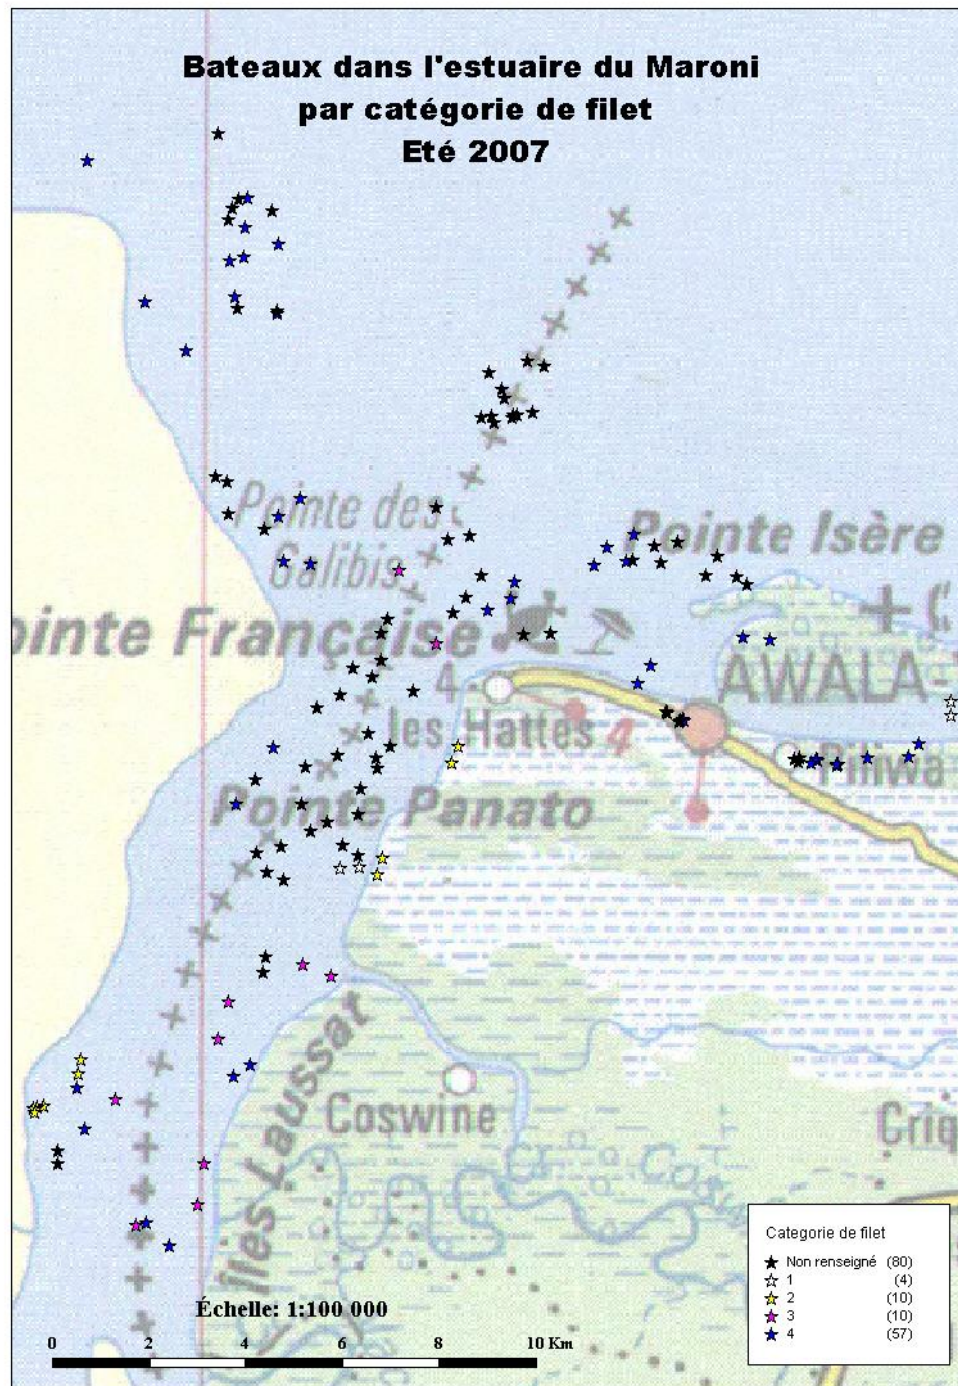 Bateaux dans l'estuaire du Maroni
par catégorie de filet
Eté 2007
Pointe des
Galibis
Pointe Isère
ointe Française
4
AWALA-
les Hattes
4
Pointe Panato
Îles Laussat
Coswine
Criq
Categorie de filet
Non renseigné (80)
1 (4)
2 (10)
3 (10)
4 (57)
Échelle: 1:100 000
0 2 4 6 8 10 Km